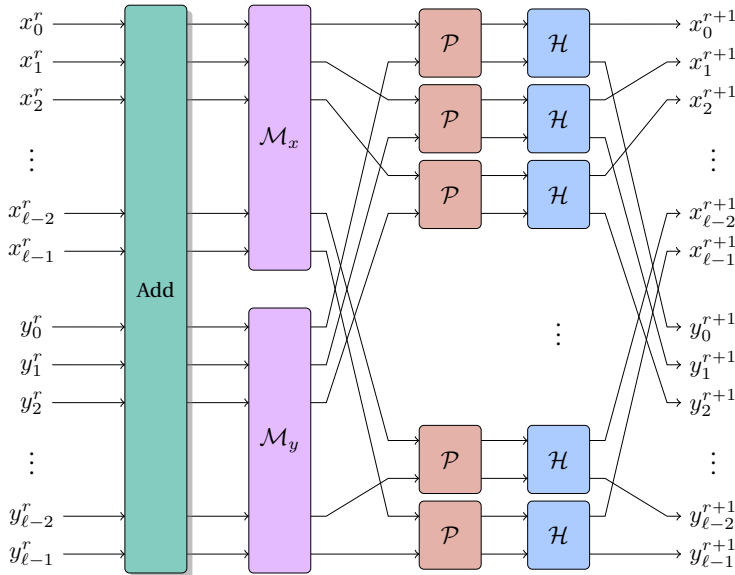 x_0^r
x_1^r
x_2^r
⋮
x_{ℓ−2}^r
x_{ℓ−1}^r
y_0^r
y_1^r
y_2^r
⋮
y_{ℓ−2}^r
y_{ℓ−1}^r
Add
ℳ_x
ℳ_y
𝒫 ℋ
𝒫 ℋ
𝒫 ℋ
⋮
𝒫 ℋ
𝒫 ℋ
x_0^{r+1}
x_1^{r+1}
x_2^{r+1}
⋮
x_{ℓ−2}^{r+1}
x_{ℓ−1}^{r+1}
y_0^{r+1}
y_1^{r+1}
y_2^{r+1}
⋮
y_{ℓ−2}^{r+1}
y_{ℓ−1}^{r+1}